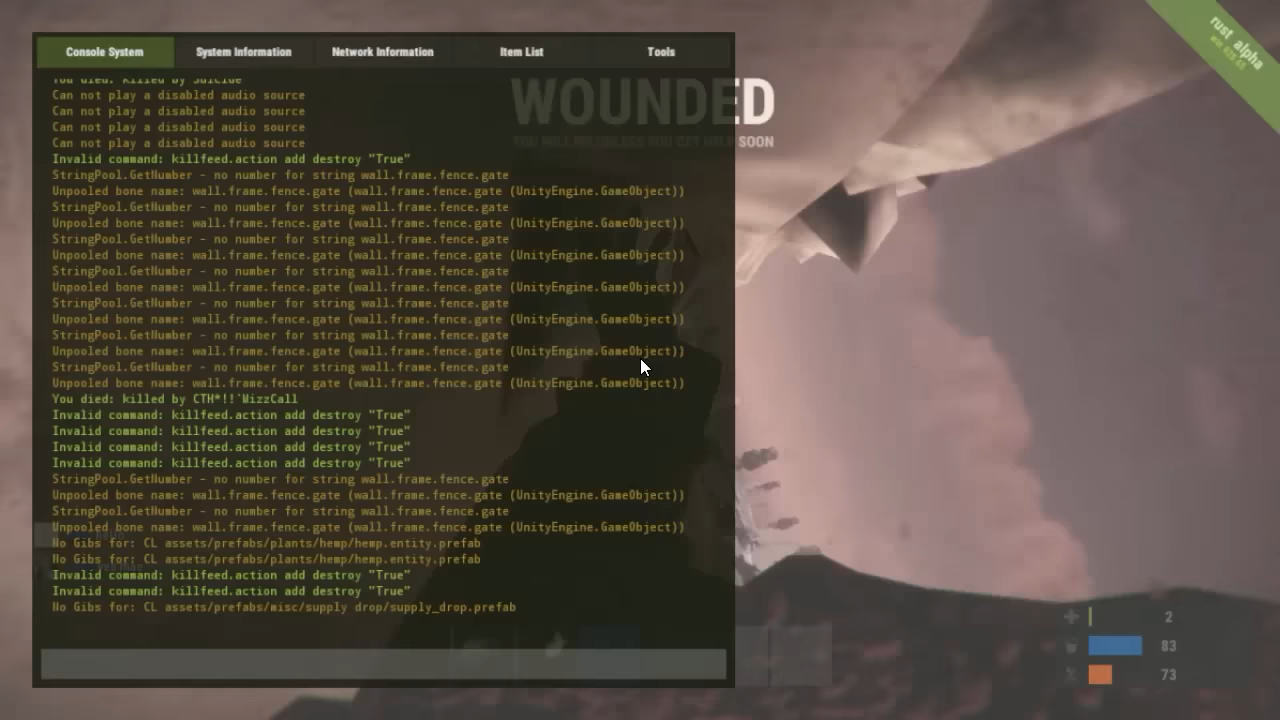 Console System System Information Network Information Item List Tools
You died: killed by Suicide
Can not play a disabled audio source
Can not play a disabled audio source
Can not play a disabled audio source
Can not play a disabled audio source
Invalid command: killfeed.action add destroy "True"
StringPool.GetNumber - no number for string wall.frame.fence.gate
Unpooled bone name: wall.frame.fence.gate (wall.frame.fence.gate (UnityEngine.GameObject))
StringPool.GetNumber - no number for string wall.frame.fence.gate
Unpooled bone name: wall.frame.fence.gate (wall.frame.fence.gate (UnityEngine.GameObject))
StringPool.GetNumber - no number for string wall.frame.fence.gate
Unpooled bone name: wall.frame.fence.gate (wall.frame.fence.gate (UnityEngine.GameObject))
StringPool.GetNumber - no number for string wall.frame.fence.gate
Unpooled bone name: wall.frame.fence.gate (wall.frame.fence.gate (UnityEngine.GameObject))
StringPool.GetNumber - no number for string wall.frame.fence.gate
Unpooled bone name: wall.frame.fence.gate (wall.frame.fence.gate (UnityEngine.GameObject))
StringPool.GetNumber - no number for string wall.frame.fence.gate
Unpooled bone name: wall.frame.fence.gate (wall.frame.fence.gate (UnityEngine.GameObject))
StringPool.GetNumber - no number for string wall.frame.fence.gate
Unpooled bone name: wall.frame.fence.gate (wall.frame.fence.gate (UnityEngine.GameObject))
You died: killed by CTH*!!`WizzCall
Invalid command: killfeed.action add destroy "True"
Invalid command: killfeed.action add destroy "True"
Invalid command: killfeed.action add destroy "True"
Invalid command: killfeed.action add destroy "True"
StringPool.GetNumber - no number for string wall.frame.fence.gate
Unpooled bone name: wall.frame.fence.gate (wall.frame.fence.gate (UnityEngine.GameObject))
StringPool.GetNumber - no number for string wall.frame.fence.gate
Unpooled bone name: wall.frame.fence.gate (wall.frame.fence.gate (UnityEngine.GameObject))
No Gibs for: CL assets/prefabs/plants/hemp/hemp.entity.prefab
No Gibs for: CL assets/prefabs/plants/hemp/hemp.entity.prefab
Invalid command: killfeed.action add destroy "True"
Invalid command: killfeed.action add destroy "True"
No Gibs for: CL assets/prefabs/misc/supply drop/supply_drop.prefab
WOUNDED
YOU WILL DIE UNLESS YOU GET HELP SOON
rust_alpha
2
83
73